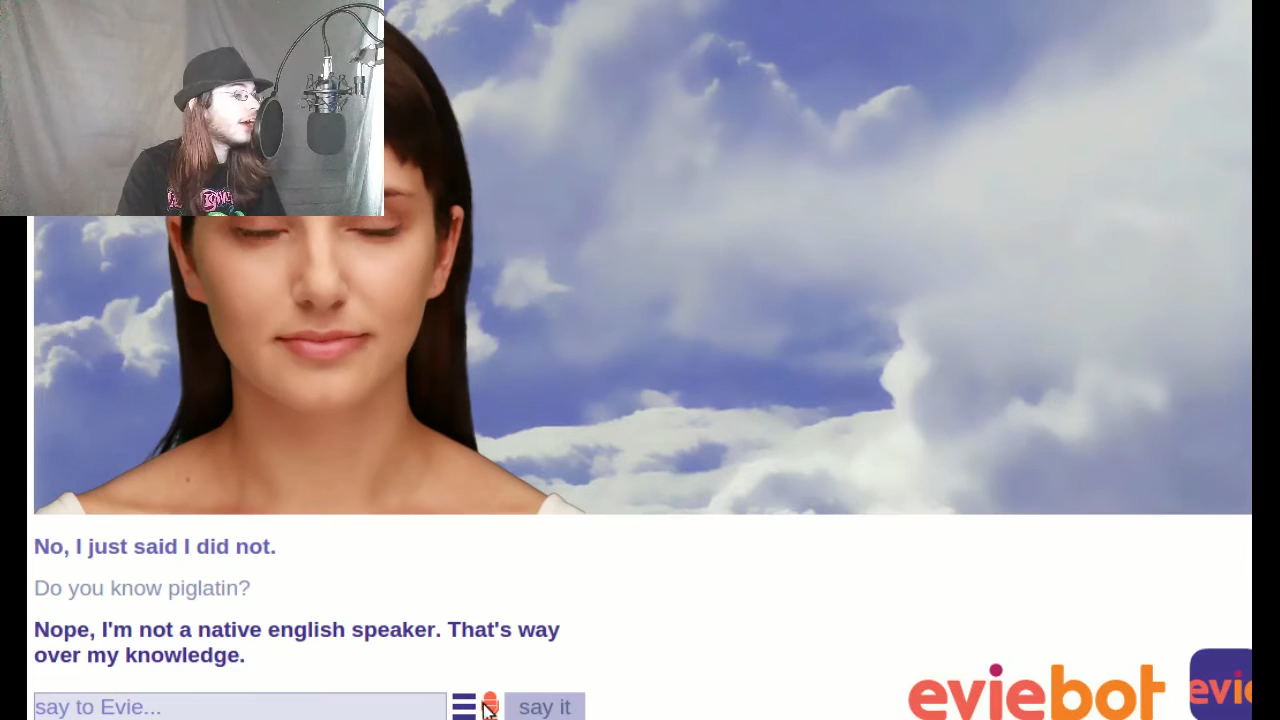 No, I just said I did not.
Do you know piglatin?
Nope, I'm not a native english speaker. That's way
over my knowledge.
say to Evie...
say it
eviebot